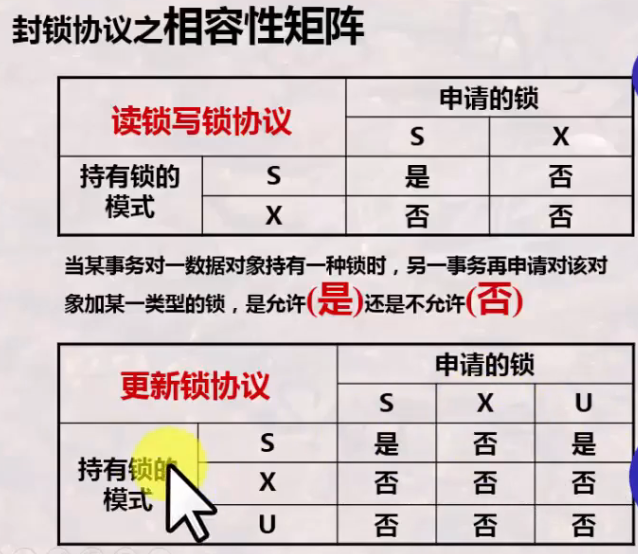 封锁协议之相容性矩阵
读锁写锁协议 申请的锁
S X
持有锁的模式 S 是 否
X 否 否
当某事务对一数据对象持有一种锁时，另一事务再申请对该对
象加某一类型的锁，是允许(是)还是不允许(否)
更新锁协议 申请的锁
S X U
持有锁的模式 S 是 否 是
X 否 否 否
U 否 否 否